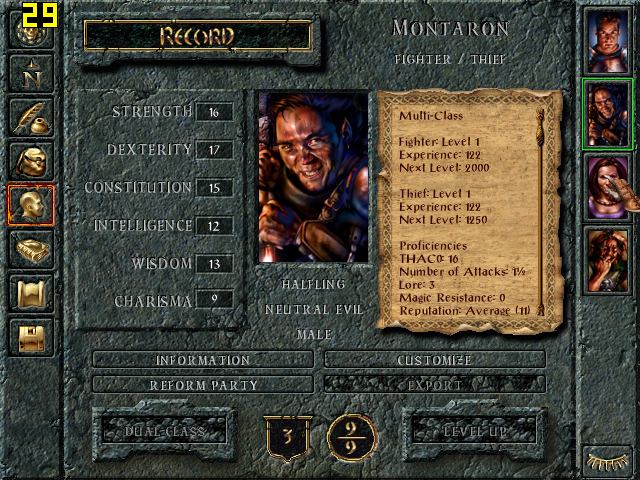 29
RECORD
MONTARON
FIGHTER / THIEF
N
STRENGTH 16
DEXTERITY 17
CONSTITUTION 15
INTELLIGENCE 12
WISDOM 13
CHARISMA 9
HALFLING
NEUTRAL EVIL
MALE
Multi-Class
Fighter: Level 1
Experience: 122
Next Level: 2000
Thief: Level 1
Experience: 122
Next Level: 1250
Proficiencies
THAC0: 16
Number of Attacks: 1½
Lore: 3
Magic Resistance: 0
Reputation: Average (11)
INFORMATION
CUSTOMIZE
REFORM PARTY
EXPORT
DUAL-CLASS
3
9
9
LEVEL UP